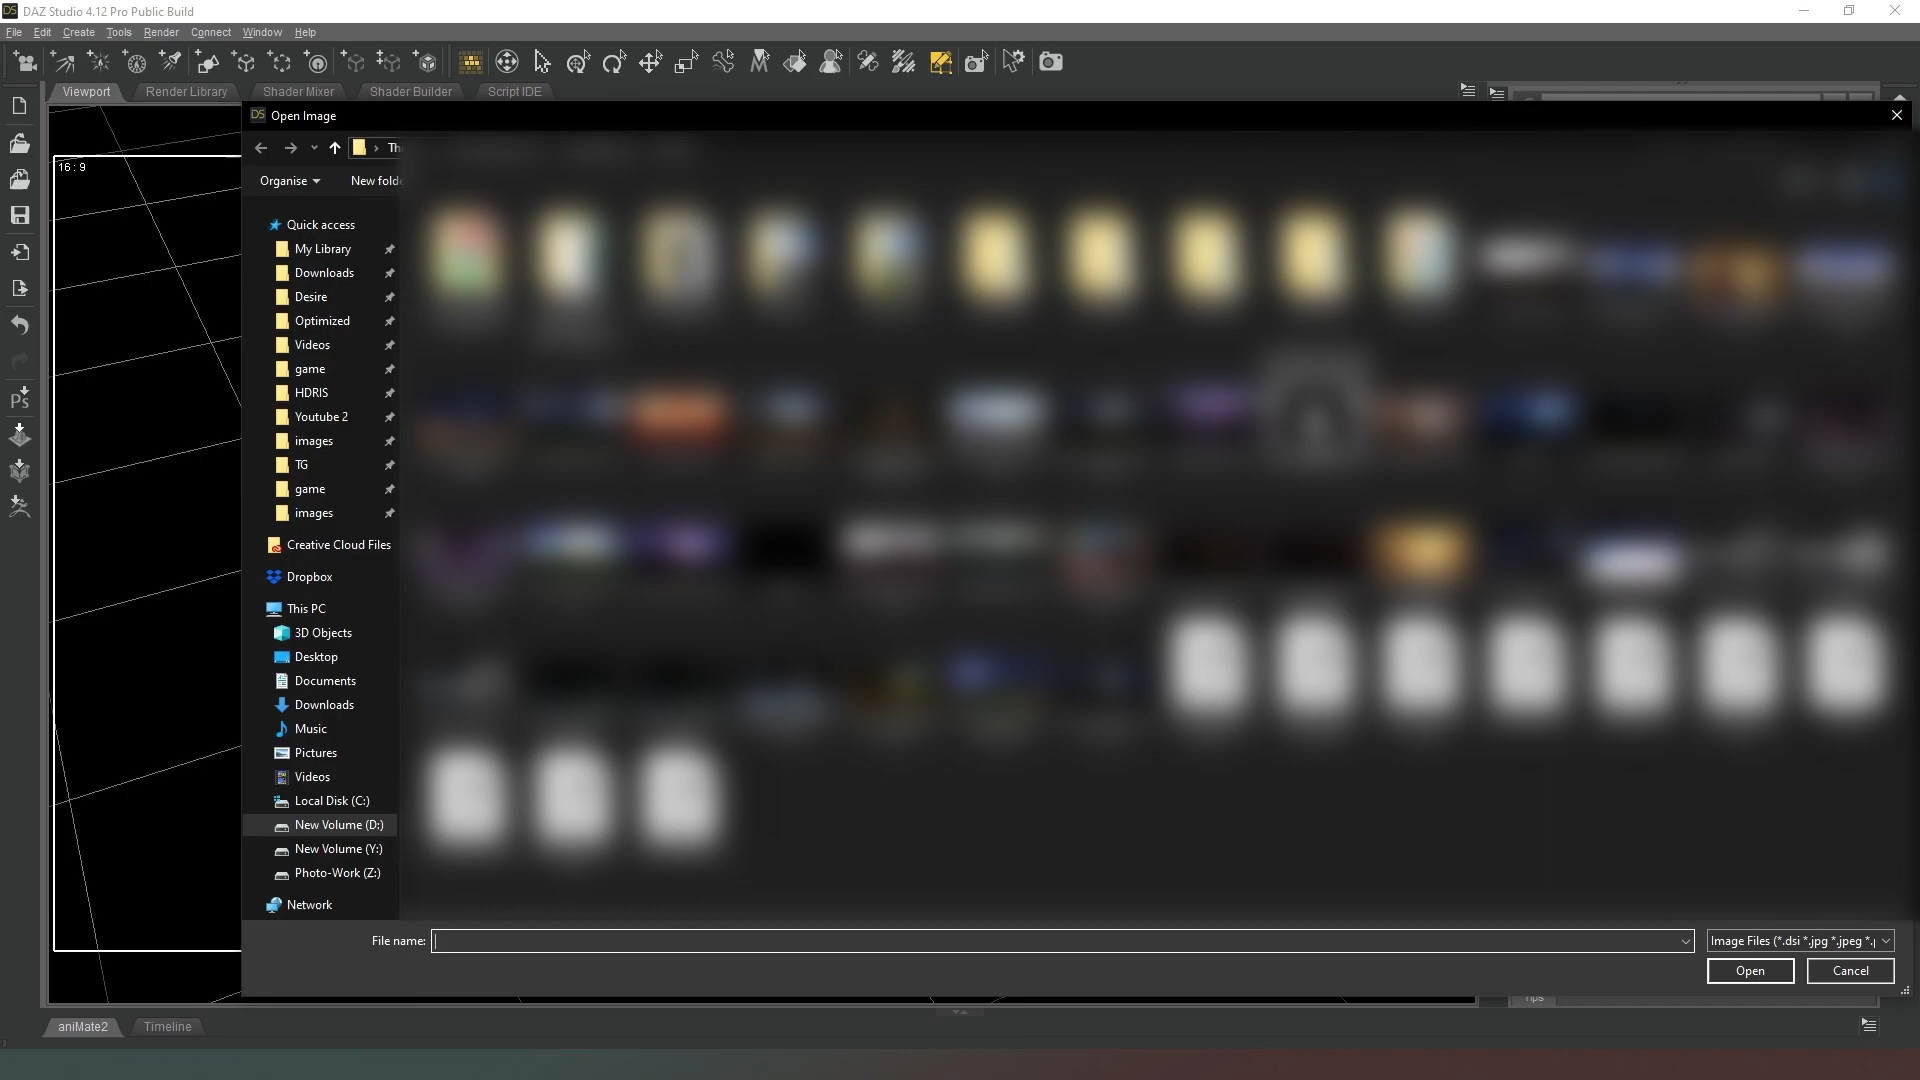 DAZ Studio 4.12 Pro Public Build
File Edit Create Tools Render Connect Window Help
Viewport Render Library Shader Mixer Shader Builder Script IDE
DS Open Image
16 : 9
Organise New folde
Quick access
My Library
Downloads
Desire
Optimized
Videos
game
HDRIS
Youtube 2
images
TG
game
images
Creative Cloud Files
Dropbox
This PC
3D Objects
Desktop
Documents
Downloads
Music
Pictures
Videos
Local Disk (C:)
New Volume (D:)
New Volume (Y:)
Photo-Work (Z:)
Network
File name:
Image Files (*.dsi *.jpg *.jpeg *.
Open Cancel
Tips
aniMate2 Timeline